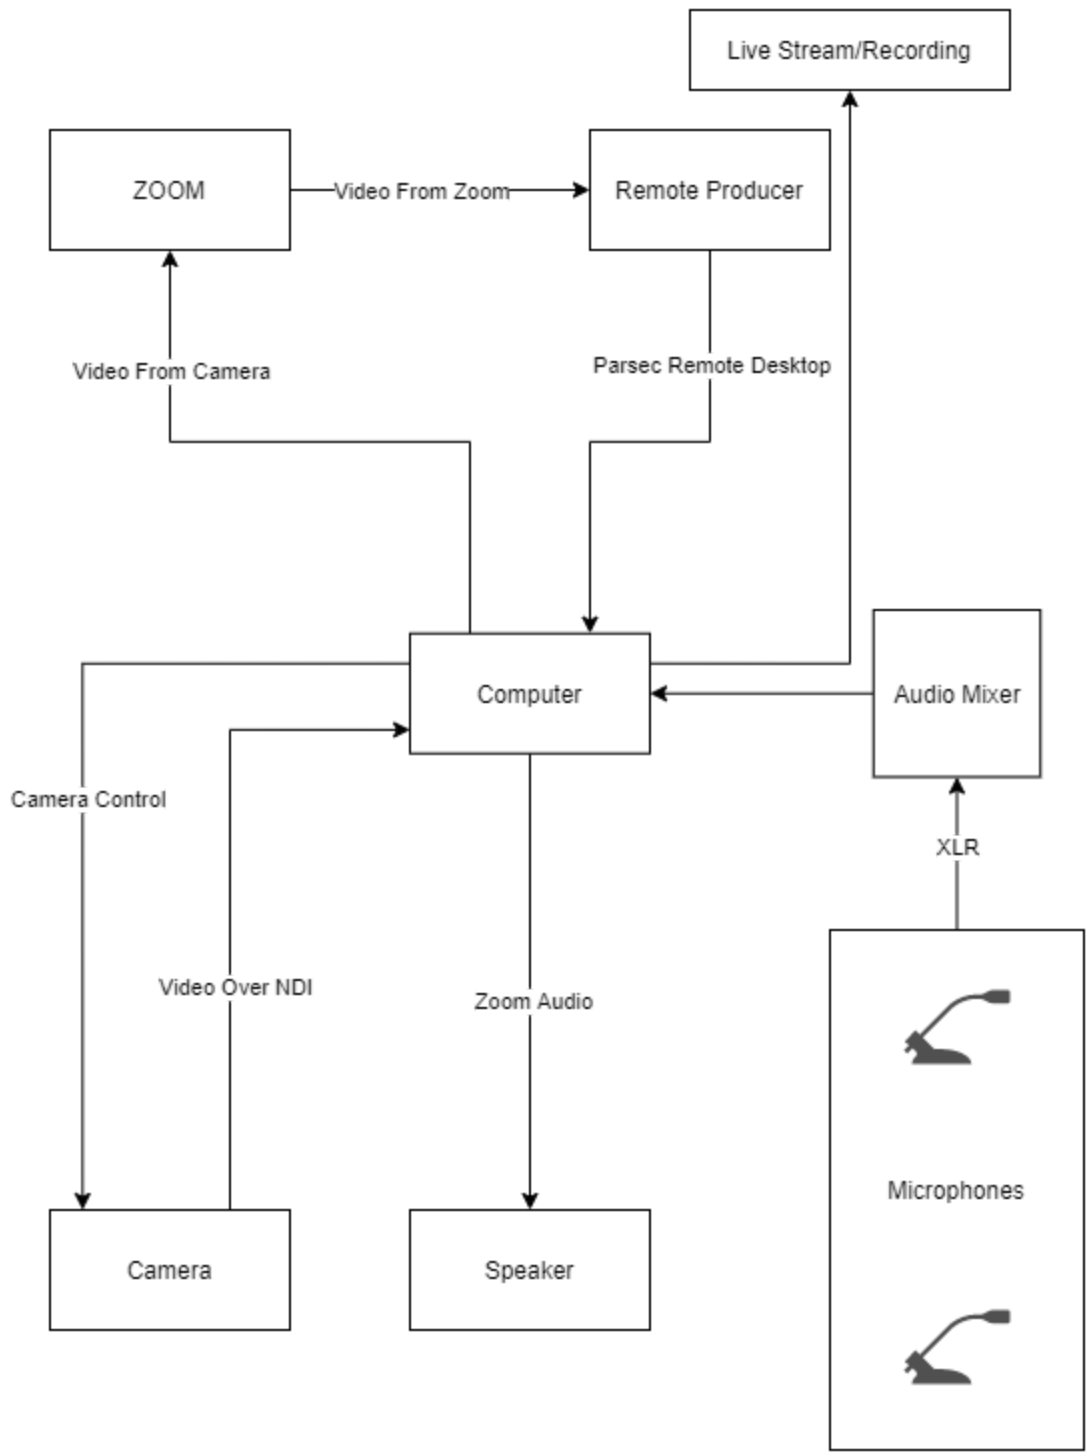 Live Stream/Recording
ZOOM
Video From Zoom
Remote Producer
Video From Camera
Parsec Remote Desktop
Computer
Audio Mixer
Camera Control
XLR
Video Over NDI
Zoom Audio
Microphones
Camera
Speaker